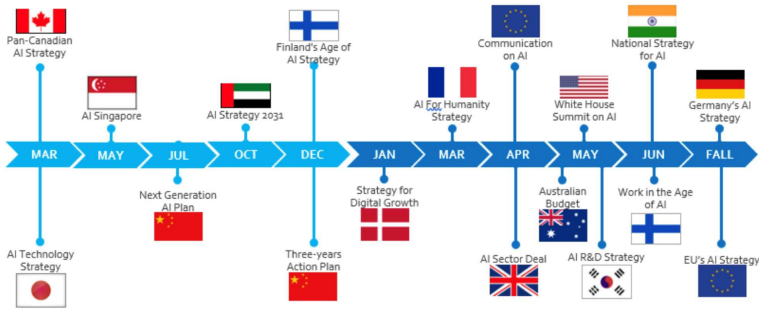 Pan-Canadian
AI Strategy
AI Singapore
AI Strategy 2031
Finland's Age of
AI Strategy
AI For Humanity
Strategy
Communication
on AI
White House
Summit on AI
National Strategy
for AI
Germany's AI
Strategy
MAR
MAY
JUL
OCT
DEC
JAN
MAR
APR
MAY
JUN
FALL
AI Technology
Strategy
Next Generation
AI Plan
Three-years
Action Plan
Strategy for
Digital Growth
AI Sector Deal
Australian
Budget
AI R&D Strategy
Work in the Age
of AI
EU's AI Strategy